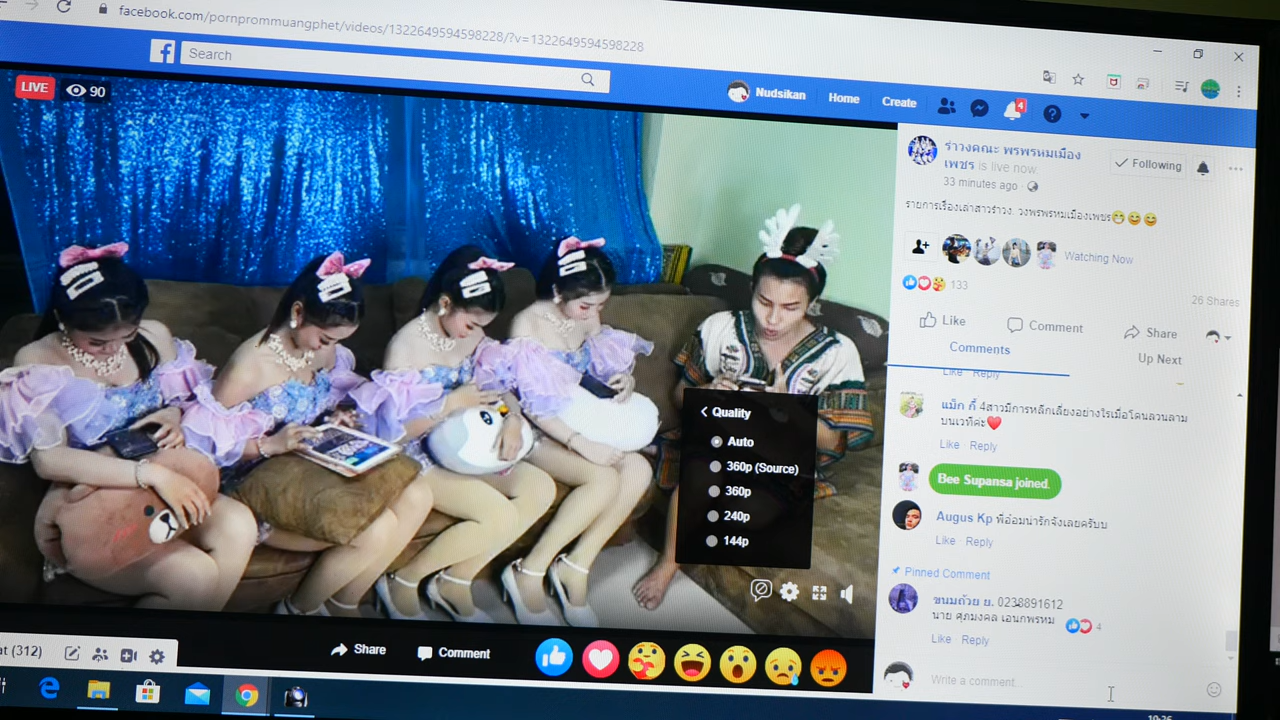 facebook.com/pornprommuangphet/videos/1322649594598228/?v=1322649594598228
Search
Nudsikan
Home
Create
4
LIVE
90
รำวงคณะ พรพรหมเมือง
เพชร is live now.
33 minutes ago
Following
รายการเรื่องเล่าสาวรำวง. วงพรพรหมเมืองเพชร😁😄😄
Watching Now
133
26 Shares
Like
Comment
Share
Comments
Up Next
Like · Reply
แม็ก กี้ 4สาวมีการหลีกเลี่ยงอย่างไรเมื่อโดนลวนลาม
บนเวทีค่ะ❤️
Like · Reply
Bee Supansa joined.
Augus Kp พี่อ้อมน่ารักจังเลยครับบ
Like · Reply
Pinned Comment
ขนมถ้วย ย. 0238891612
นาย ศุภมงคล เอนกพรหม
4
Like · Reply
Write a comment...
Quality
Auto
360p (Source)
360p
240p
144p
Share
Comment
at (312)